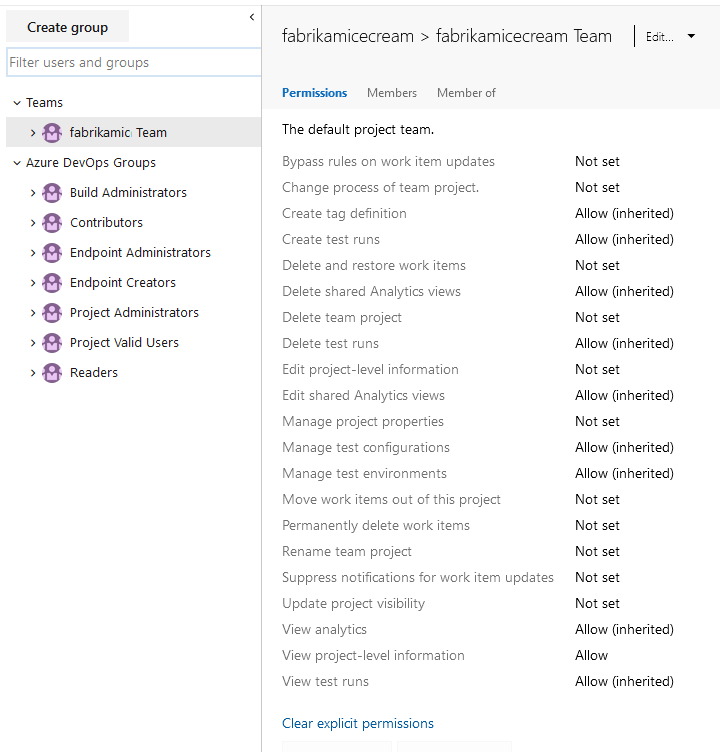 Create group
Filter users and groups
Teams
fabrikamic Team
Azure DevOps Groups
Build Administrators
Contributors
Endpoint Administrators
Endpoint Creators
Project Administrators
Project Valid Users
Readers
fabrikamicecream > fabrikamicecream Team
Edit...
Permissions Members Member of
The default project team.
Bypass rules on work item updates Not set
Change process of team project. Not set
Create tag definition Allow (inherited)
Create test runs Allow (inherited)
Delete and restore work items Not set
Delete shared Analytics views Allow (inherited)
Delete team project Not set
Delete test runs Allow (inherited)
Edit project-level information Not set
Edit shared Analytics views Allow (inherited)
Manage project properties Not set
Manage test configurations Allow (inherited)
Manage test environments Allow (inherited)
Move work items out of this project Not set
Permanently delete work items Not set
Rename team project Not set
Suppress notifications for work item updates Not set
Update project visibility Not set
View analytics Allow (inherited)
View project-level information Allow
View test runs Allow (inherited)
Clear explicit permissions